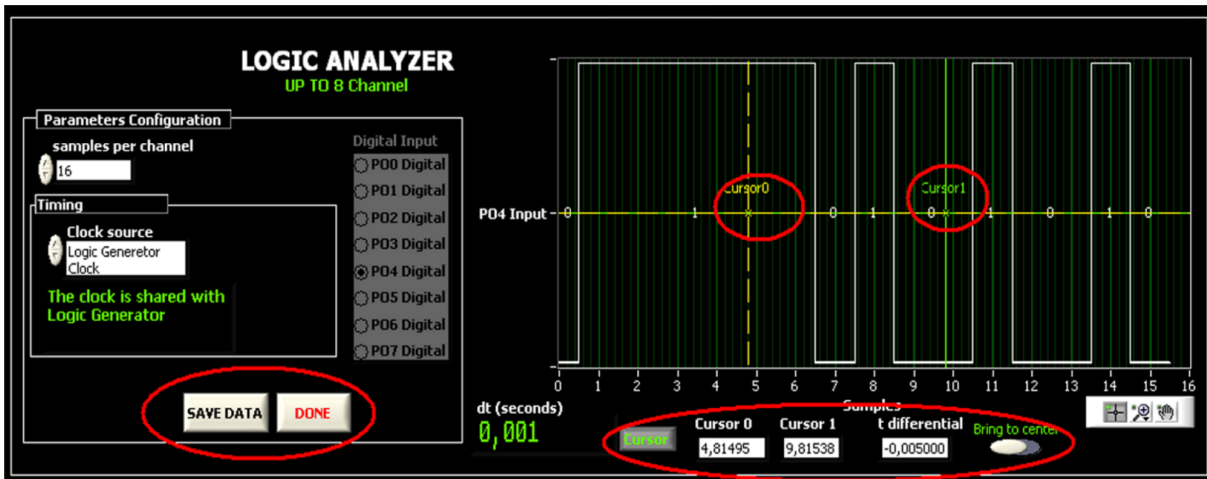 LOGIC ANALYZER
UP TO 8 Channel
Parameters Configuration
samples per channel
16
Timing
Clock source
Logic Generetor
Clock
The clock is shared with
Logic Generator
Digital Input
PO0 Digital
PO1 Digital
PO2 Digital
PO3 Digital
PO4 Digital
PO5 Digital
PO6 Digital
PO7 Digital
SAVE DATA DONE
Cursor0 Cursor1
PO4 Input 0 1 0 1 0 1 0 1 0
0 1 2 3 4 5 6 7 8 9 10 11 12 13 14 15 16
Samples
dt (seconds)
0,001
Cursor
Cursor 0 Cursor 1 t differential Bring to center
4,81495 9,81538 -0,005000